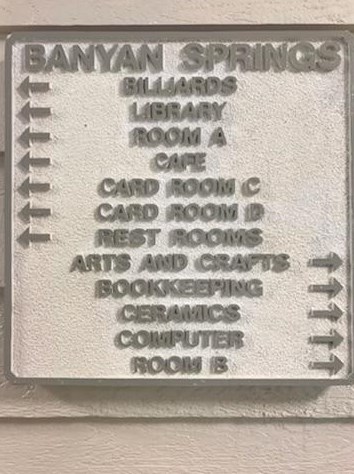 BANYAN SPRINGS
← BILLIARDS
← LIBRARY
← ROOM A
← CAFE
← CARD ROOM C
← CARD ROOM D
← REST ROOMS
ARTS AND CRAFTS →
BOOKKEEPING →
CERAMICS →
COMPUTER →
ROOM B →